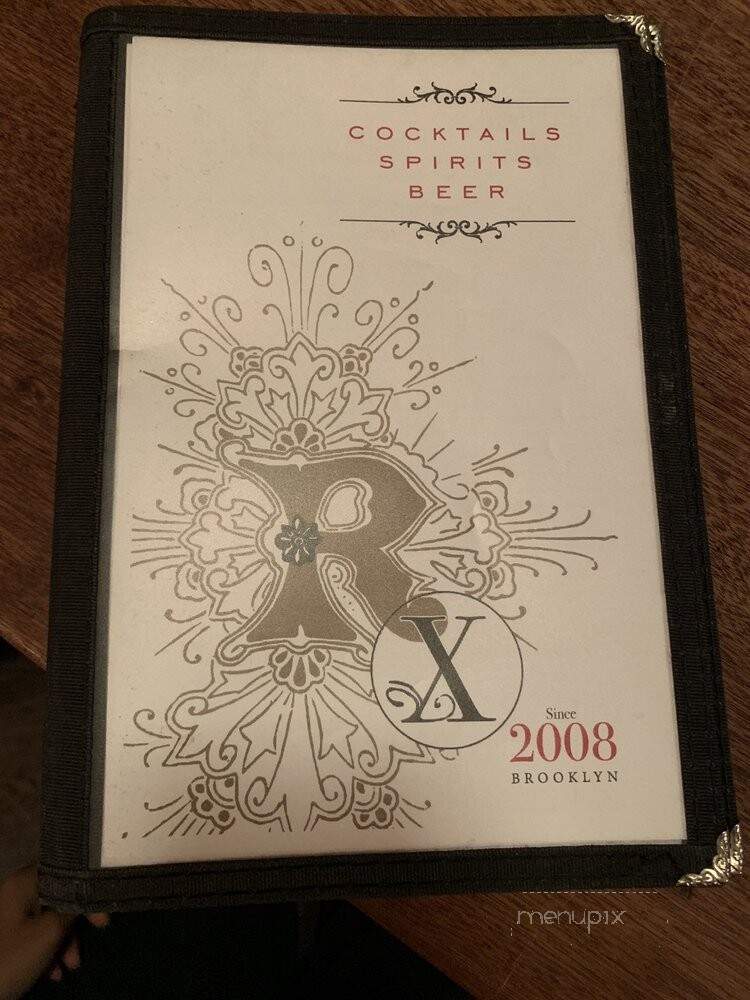 COCKTAILS
SPIRITS
BEER
R
X
Since
2008
BROOKLYN
menupix